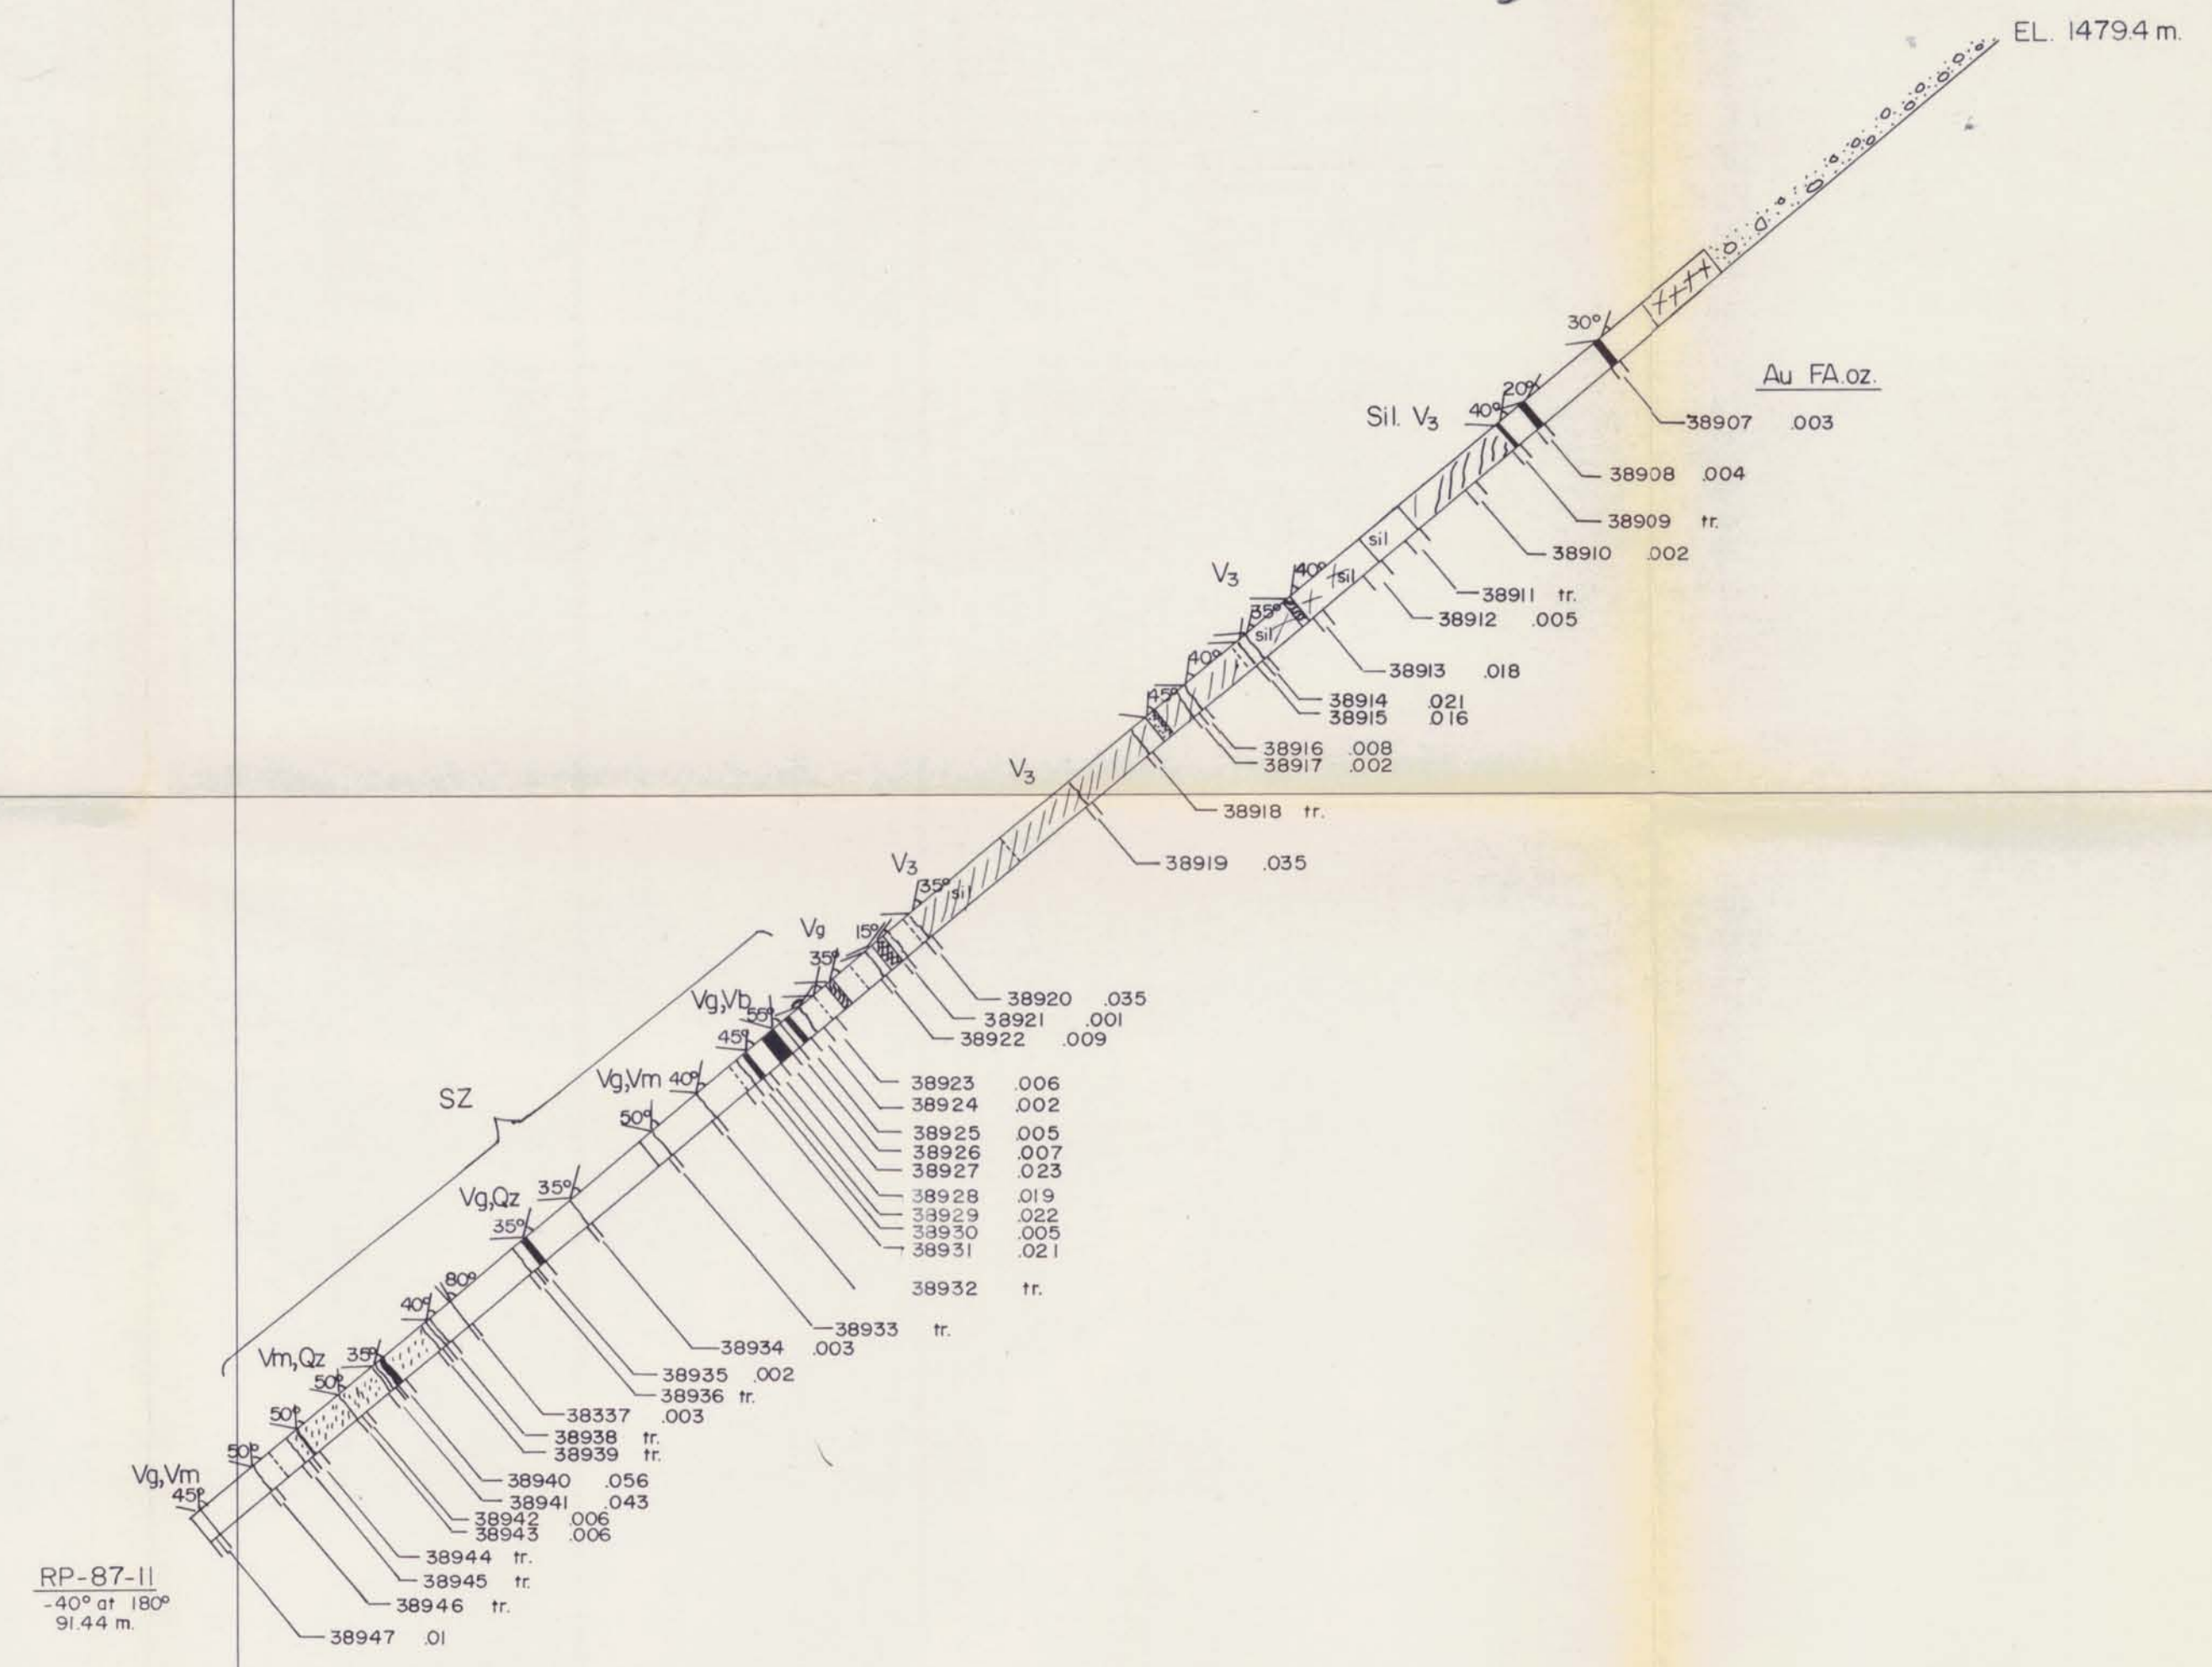 EL. 1479.4 m.
30°
Au FA.oz.
20°
Sil. V3
40°
38907 .003
38908 .004
38909 tr.
sil
38910 .002
V3
40°
sil
38911 tr.
35°
38912 .005
sil
40°
38913 .018
45°
38914 .021
38915 .016
38916 .008
38917 .002
V3
38918 tr.
V3
38919 .035
35°
sil
Vg
15°
35°
38920 .035
Vg,Vb
38921 .001
55°
38922 .009
45°
Vg,Vm
40°
38923 .006
SZ
38924 .002
50°
38925 .005
38926 .007
38927 .023
Vg,Qz
35°
38928 .019
38929 .022
35°
38930 .005
38931 .021
80°
38932 tr.
40°
38933 tr.
Vm,Qz
35°
38934 .003
50°
38935 .002
38936 tr.
50°
38337 .003
38938 tr.
50°
38939 tr.
Vg,Vm
38940 .056
45°
38941 .043
38942 .006
38943 .006
38944 tr.
RP-87-11
38945 tr.
-40° at 180°
38946 tr.
91.44 m.
38947 .01